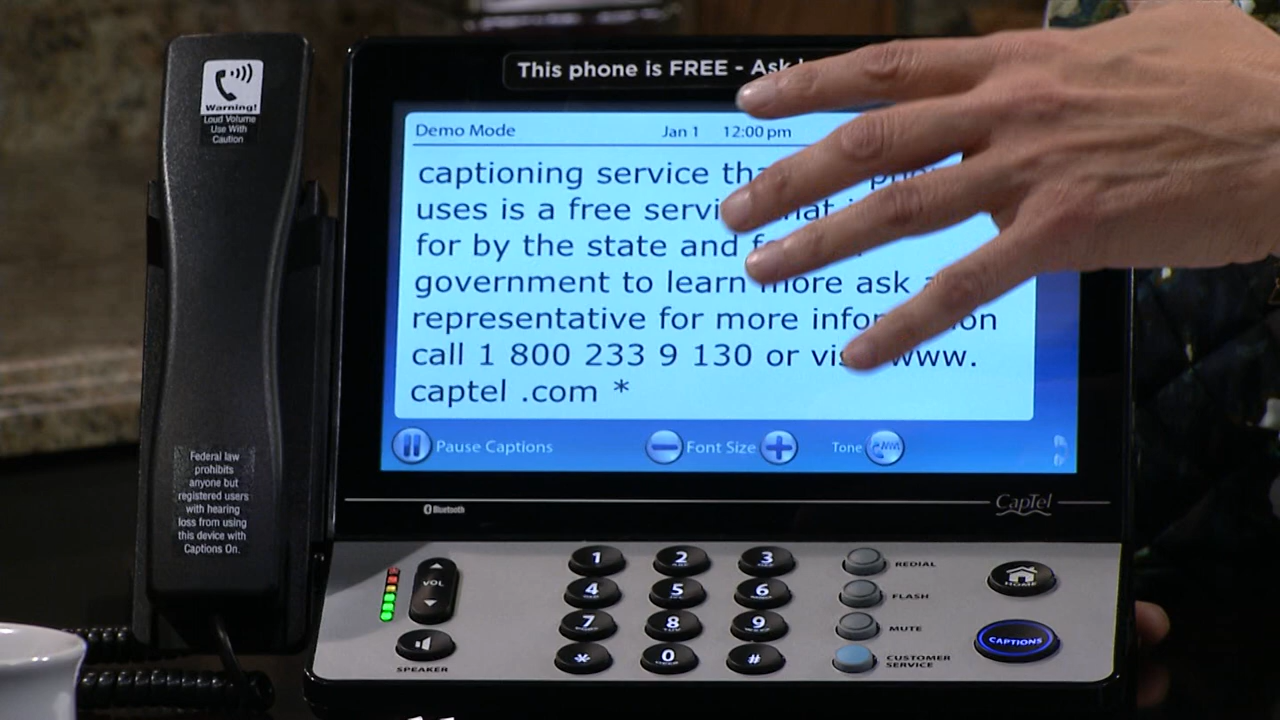 This phone is FREE - Ask
Warning!
Loud Volume
Use With
Caution
Demo Mode Jan 1 12:00 pm
captioning service
uses is a free
for by the state and
government to learn more ask
representative for more
call 1 800 233 9 130 or www.
captel .com *
Pause Captions Font Size Tone
Federal law
prohibits
anyone but
registered users
with hearing
loss from using
this device with
Captions On.
Bluetooth CapTel
VOL
SPEAKER
1 2 3
4 5 6
7 8 9
* 0 #
REDIAL
FLASH
MUTE
CUSTOMER
SERVICE
HOME
CAPTIONS